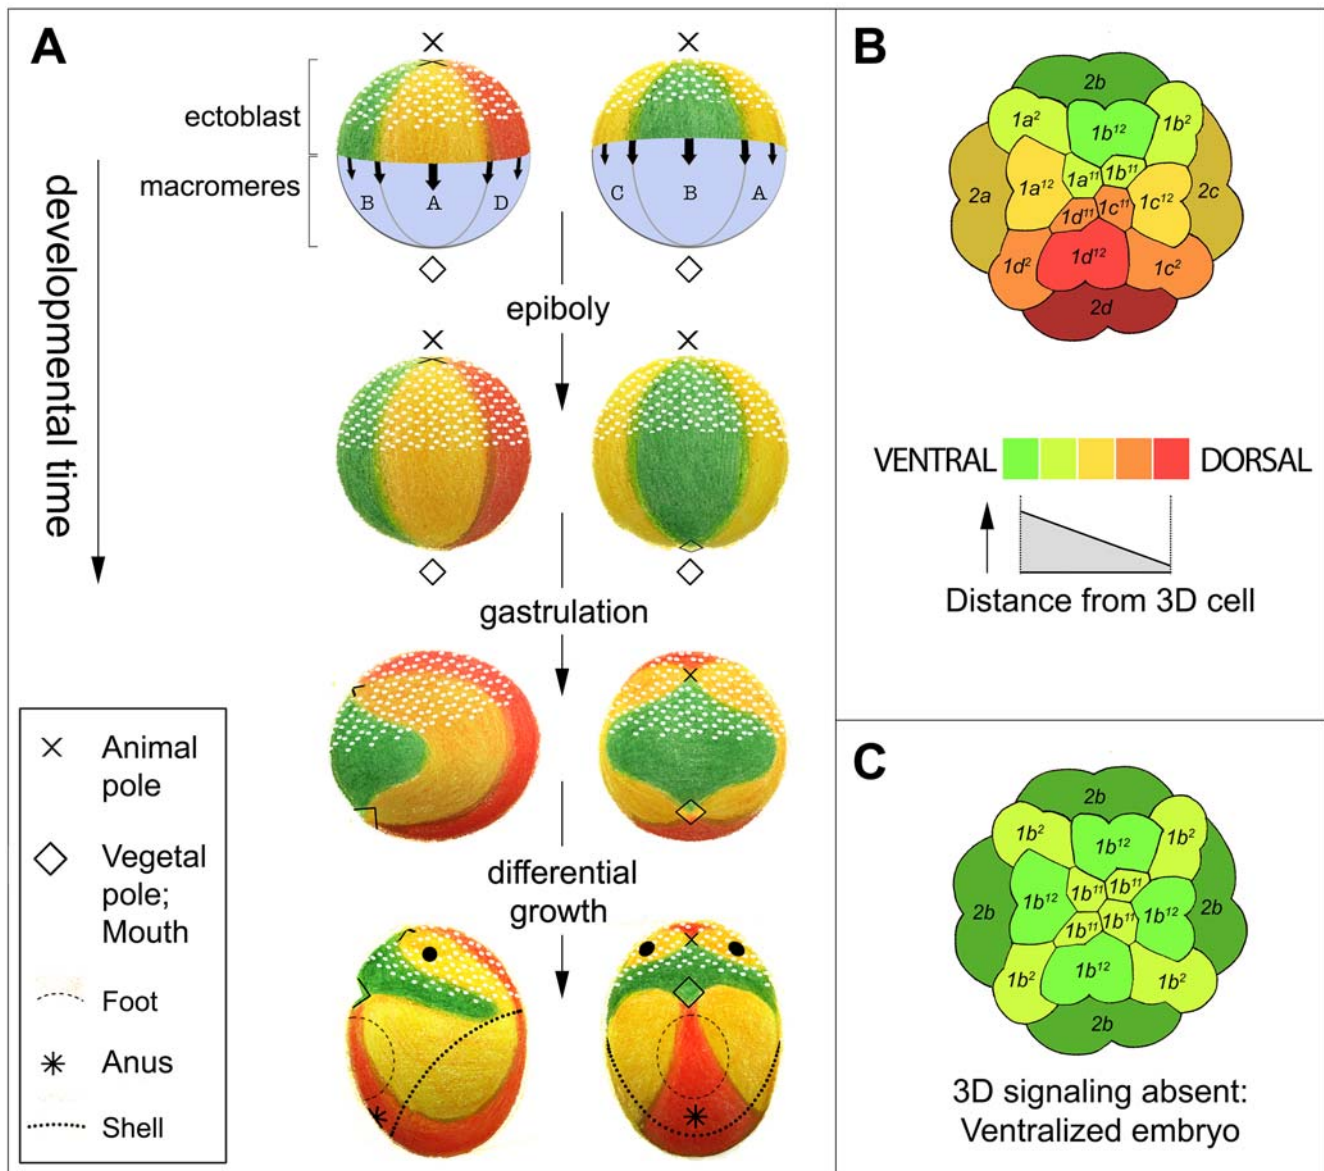 A
ectoblast
macromeres
B A D
C B A
epiboly
developmental time
gastrulation
differential
growth
Animal
pole
Vegetal
pole;
Mouth
Foot
Anus
Shell
B
2b
1a² 1b¹² 1b²
1a¹¹ 1b¹¹
2a 1a¹² 1c¹² 2c
1d¹¹ 1c¹¹
1d² 1d¹² 1c²
2d
VENTRAL DORSAL
Distance from 3D cell
C
2b
1b² 1b¹² 1b²
1b¹¹ 1b¹¹
2b 1b¹² 1b¹² 2b
1b¹¹ 1b¹¹
1b² 1b¹² 1b²
2b
3D signaling absent:
Ventralized embryo